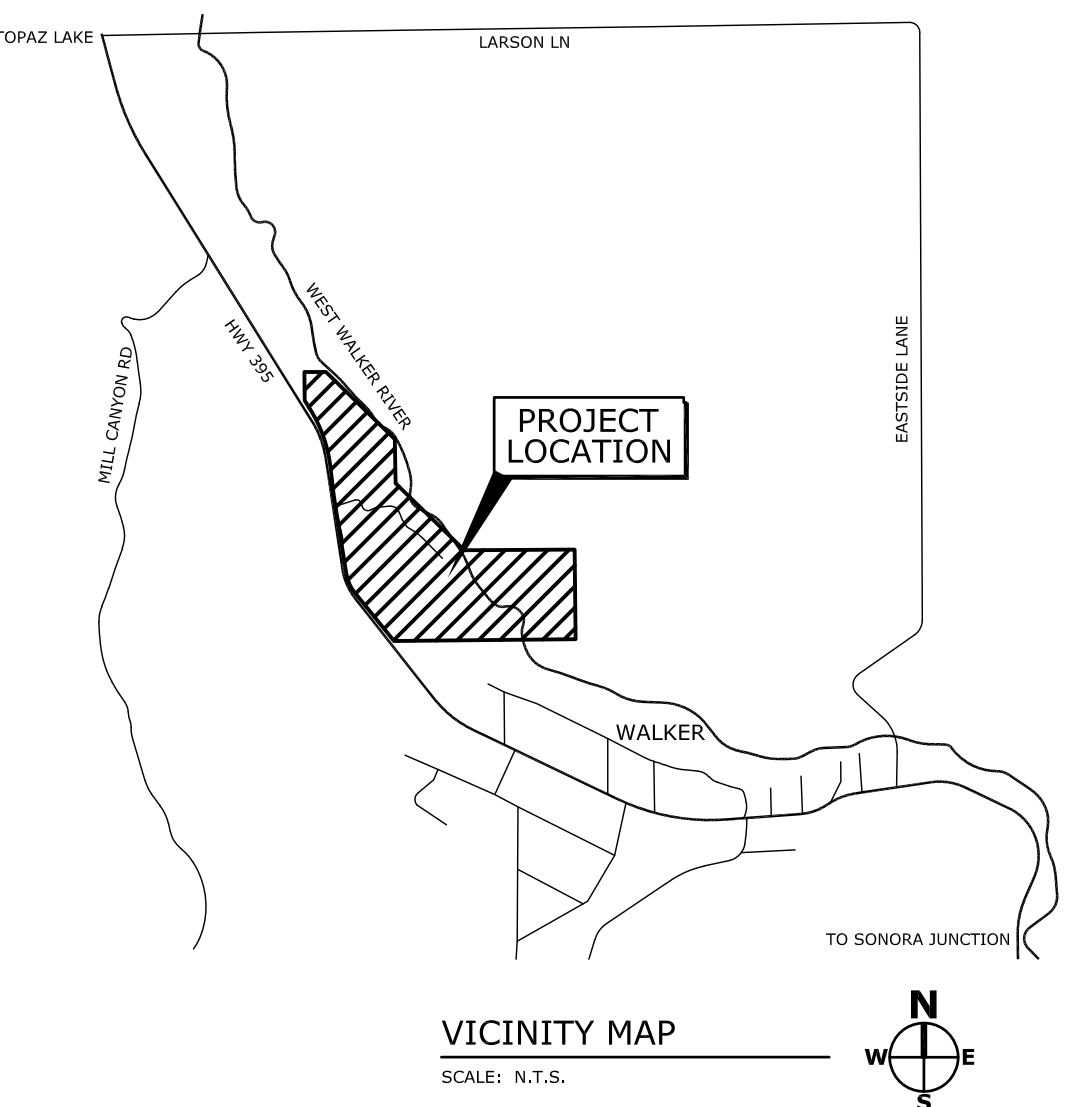 TOPAZ LAKE
LARSON LN
WEST WALKER RIVER
HWY 395
EASTSIDE LANE
MILL CANYON RD
PROJECT
LOCATION
WALKER
TO SONORA JUNCTION
VICINITY MAP
SCALE: N.T.S.
N
W E
S